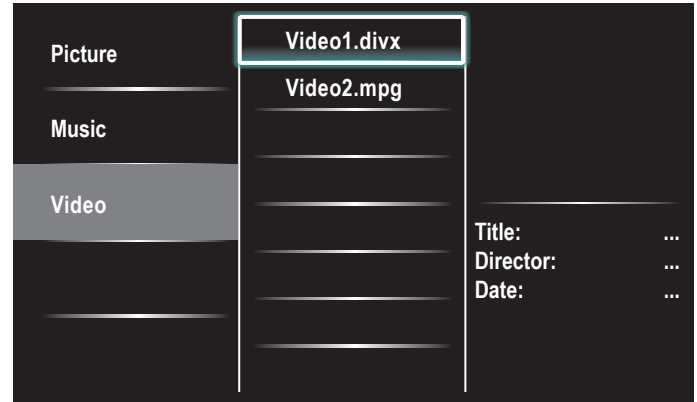 Picture
Music
Video
Video1.divx
Video2.mpg
Title: ...
Director: ...
Date: ...